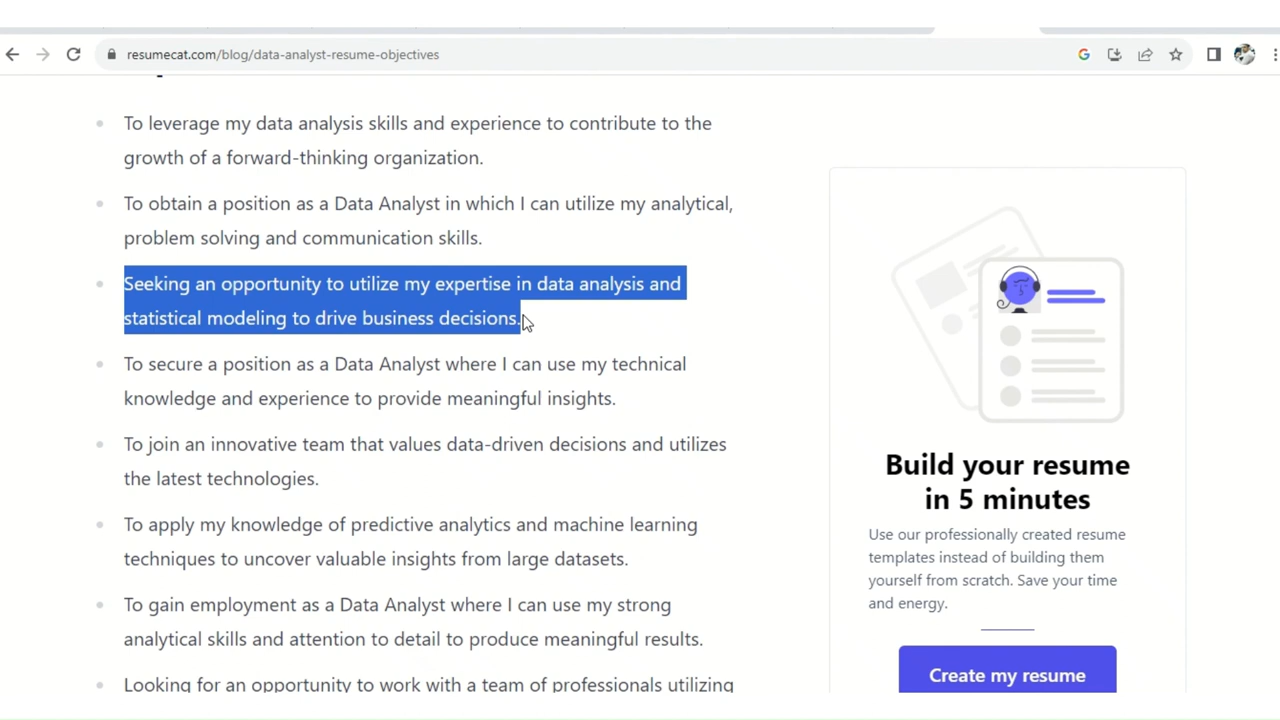 resumecat.com/blog/data-analyst-resume-objectives
To leverage my data analysis skills and experience to contribute to the
growth of a forward-thinking organization.
To obtain a position as a Data Analyst in which I can utilize my analytical,
problem solving and communication skills.
Seeking an opportunity to utilize my expertise in data analysis and
statistical modeling to drive business decisions.
To secure a position as a Data Analyst where I can use my technical
knowledge and experience to provide meaningful insights.
To join an innovative team that values data-driven decisions and utilizes
the latest technologies.
To apply my knowledge of predictive analytics and machine learning
techniques to uncover valuable insights from large datasets.
To gain employment as a Data Analyst where I can use my strong
analytical skills and attention to detail to produce meaningful results.
Looking for an opportunity to work with a team of professionals utilizing
Build your resume
in 5 minutes
Use our professionally created resume
templates instead of building them
yourself from scratch. Save your time
and energy.
Create my resume